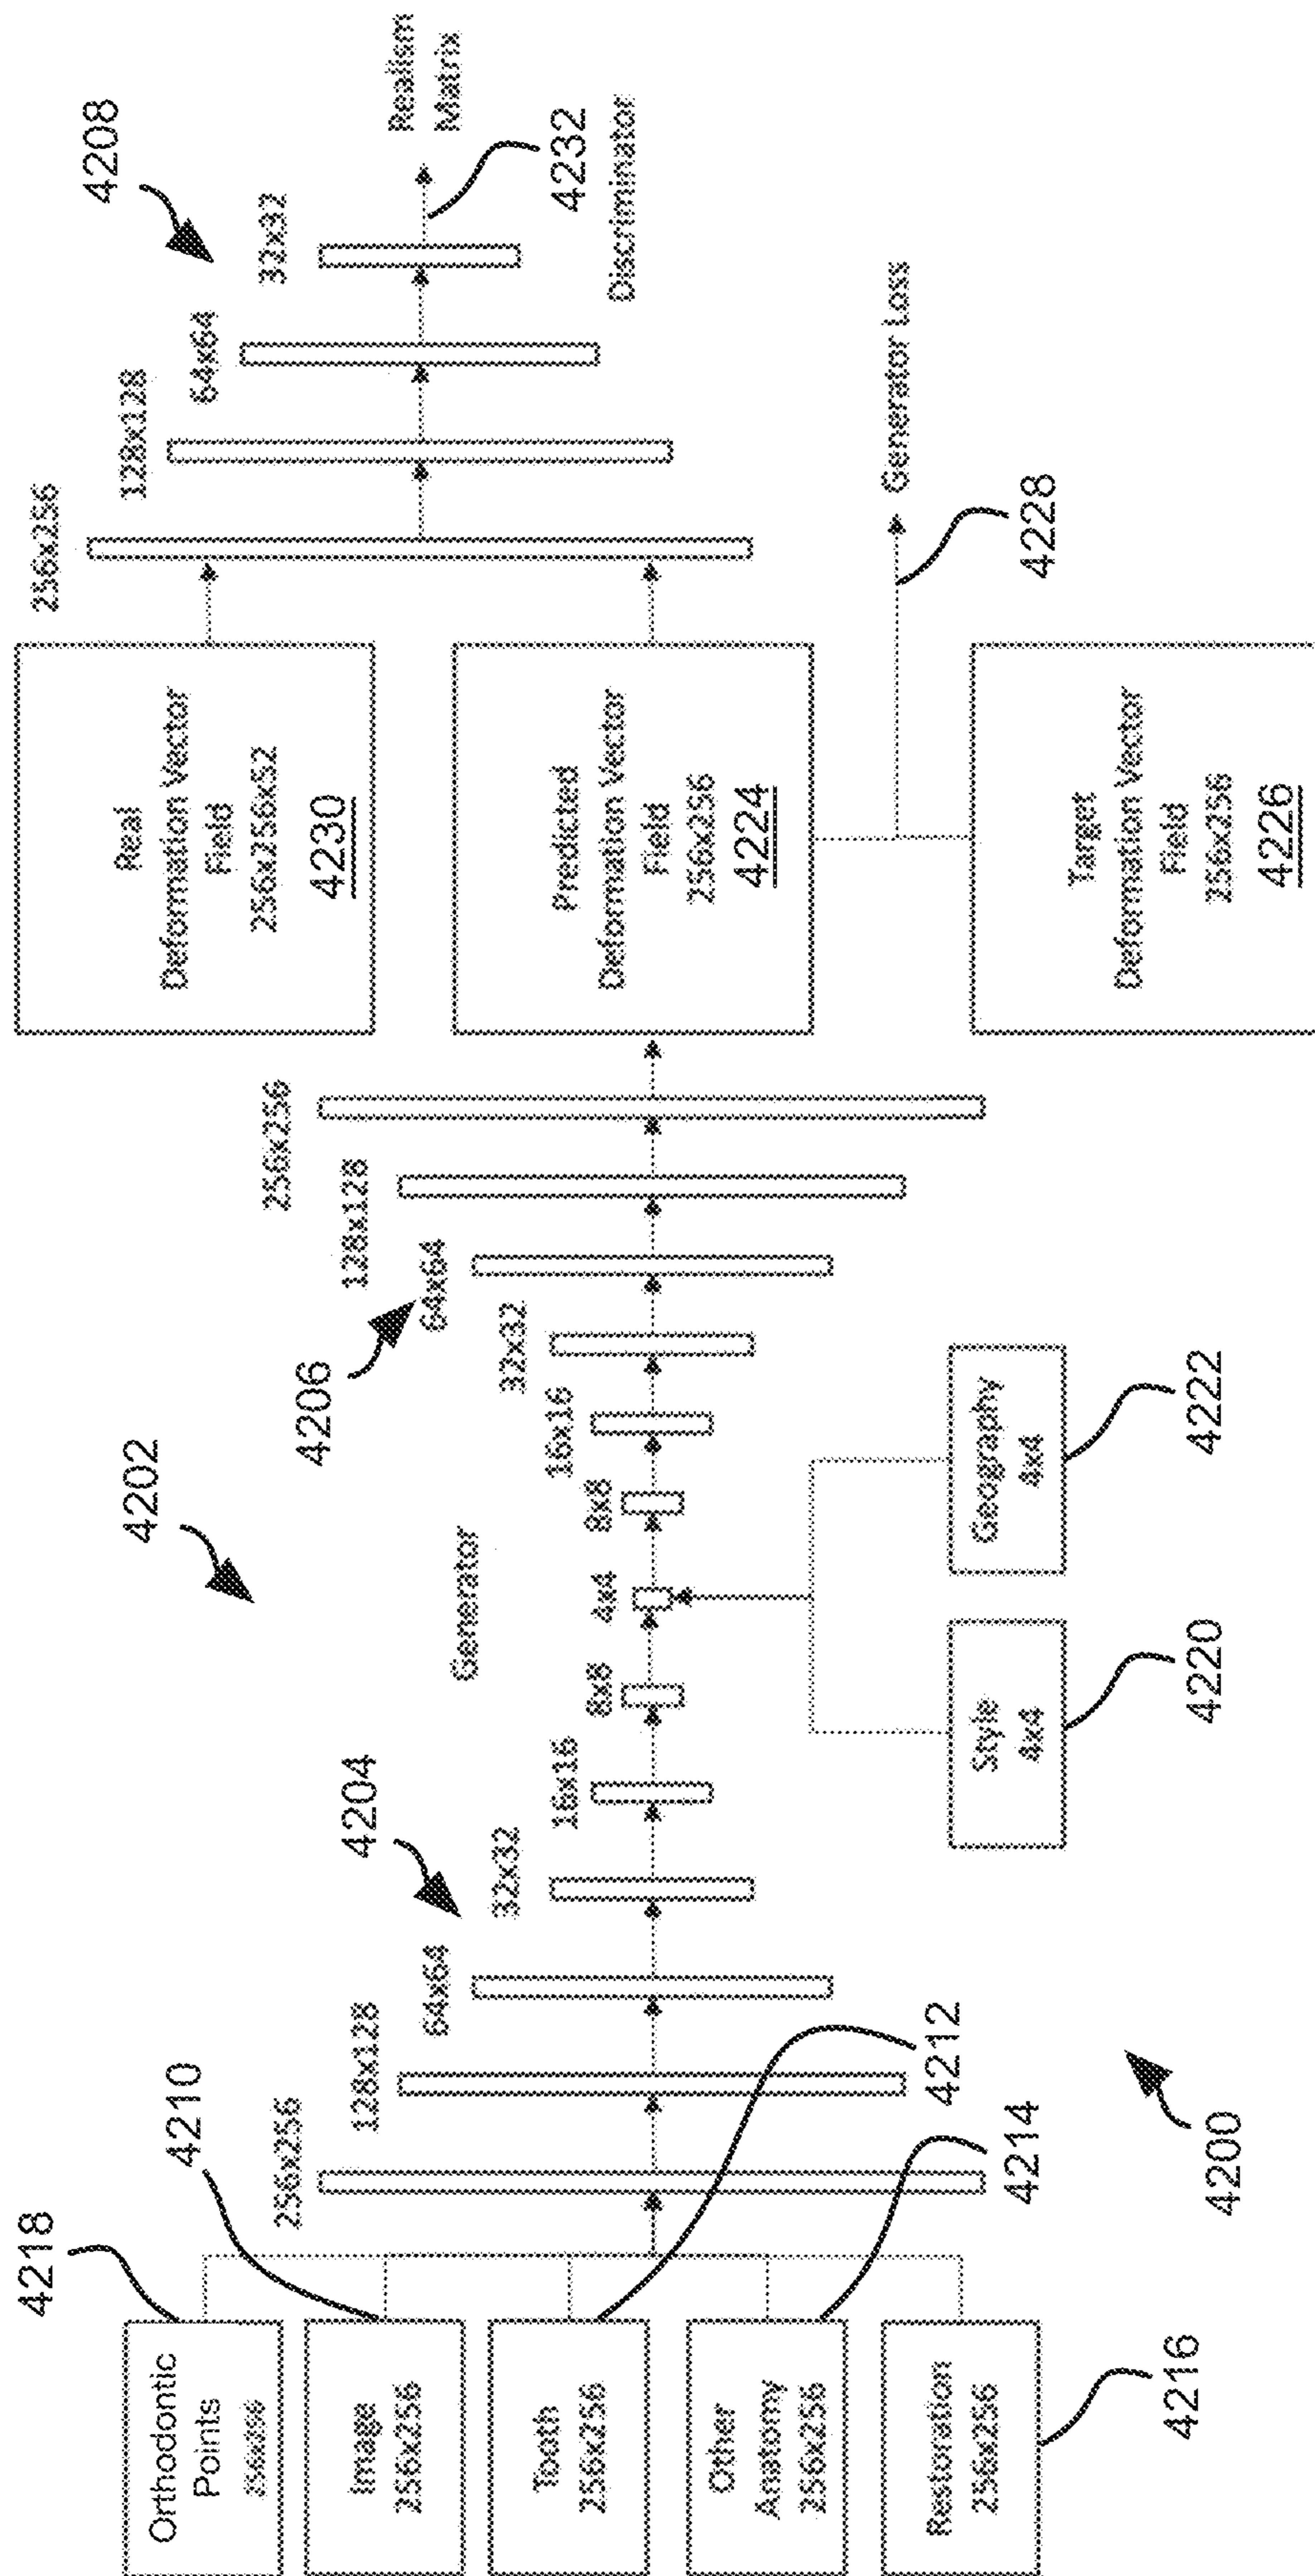 4218
Orthodontic
Points
256x256
4210
Image
256x256
Tooth
256x256
4212
Other
Anatomy
256x256
4214
Restoration
256x256
4216
4200
256x256
128x128
64x64
4204
32x32
16x16
8x8
4x4
Generator
4202
Style
4x4
4220
Geography
4x4
4222
8x8
16x16
32x32
4206
64x64
128x128
256x256
Real
Deformation Vector
Field
256x256x52
4230
Predicted
Deformation Vector
Field
256x256
4224
Target
Deformation Vector
Field
256x256
4226
4228
Generator Loss
256x256
128x128
64x64
32x32
4208
Discriminator
4232
Realism
Matrix